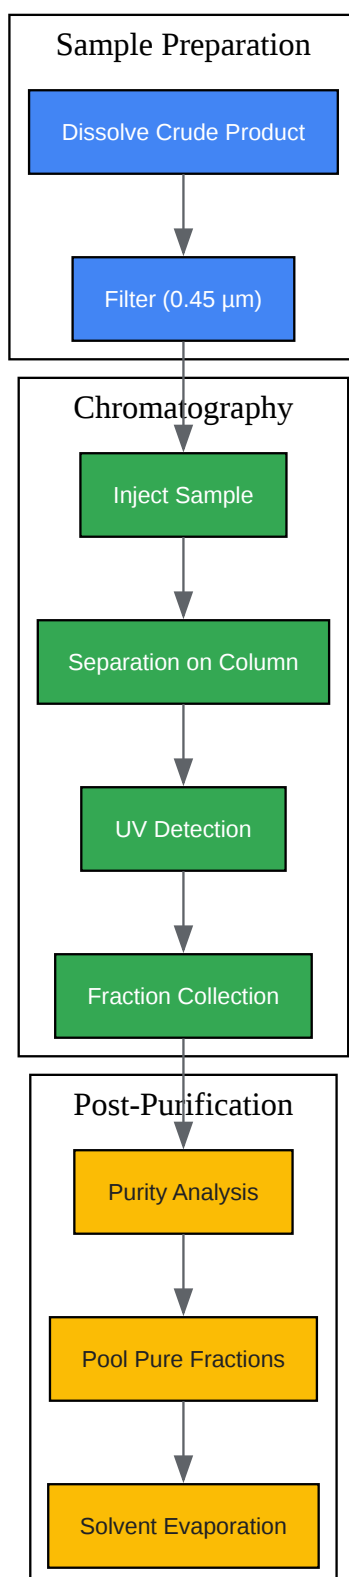 Sample Preparation
Dissolve Crude Product
Filter (0.45 µm)
Chromatography
Inject Sample
Separation on Column
UV Detection
Fraction Collection
Post-Purification
Purity Analysis
Pool Pure Fractions
Solvent Evaporation